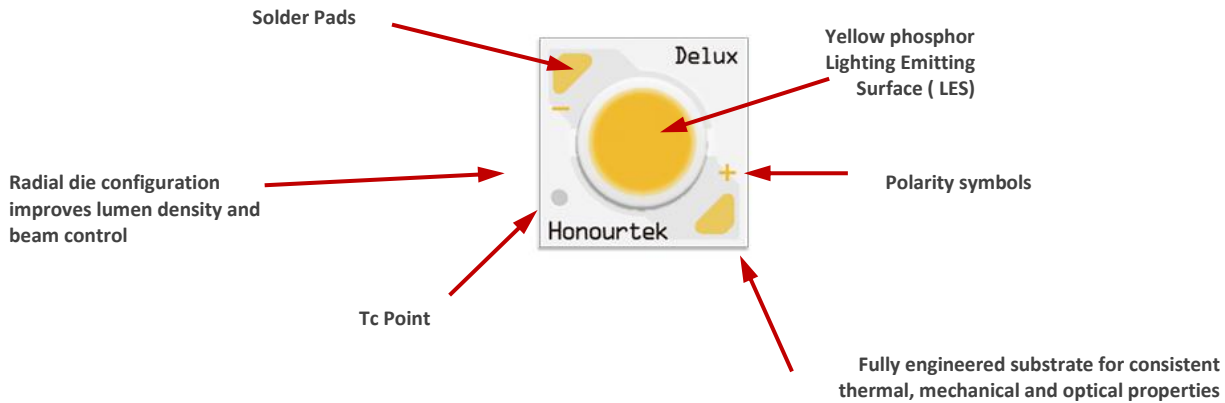 Solder Pads
Delux
Yellow phosphor
Lighting Emitting
Surface ( LES)
−
+
Polarity symbols
Radial die configuration
improves lumen density and
beam control
Honourtek
Tc Point
Fully engineered substrate for consistent
thermal, mechanical and optical properties